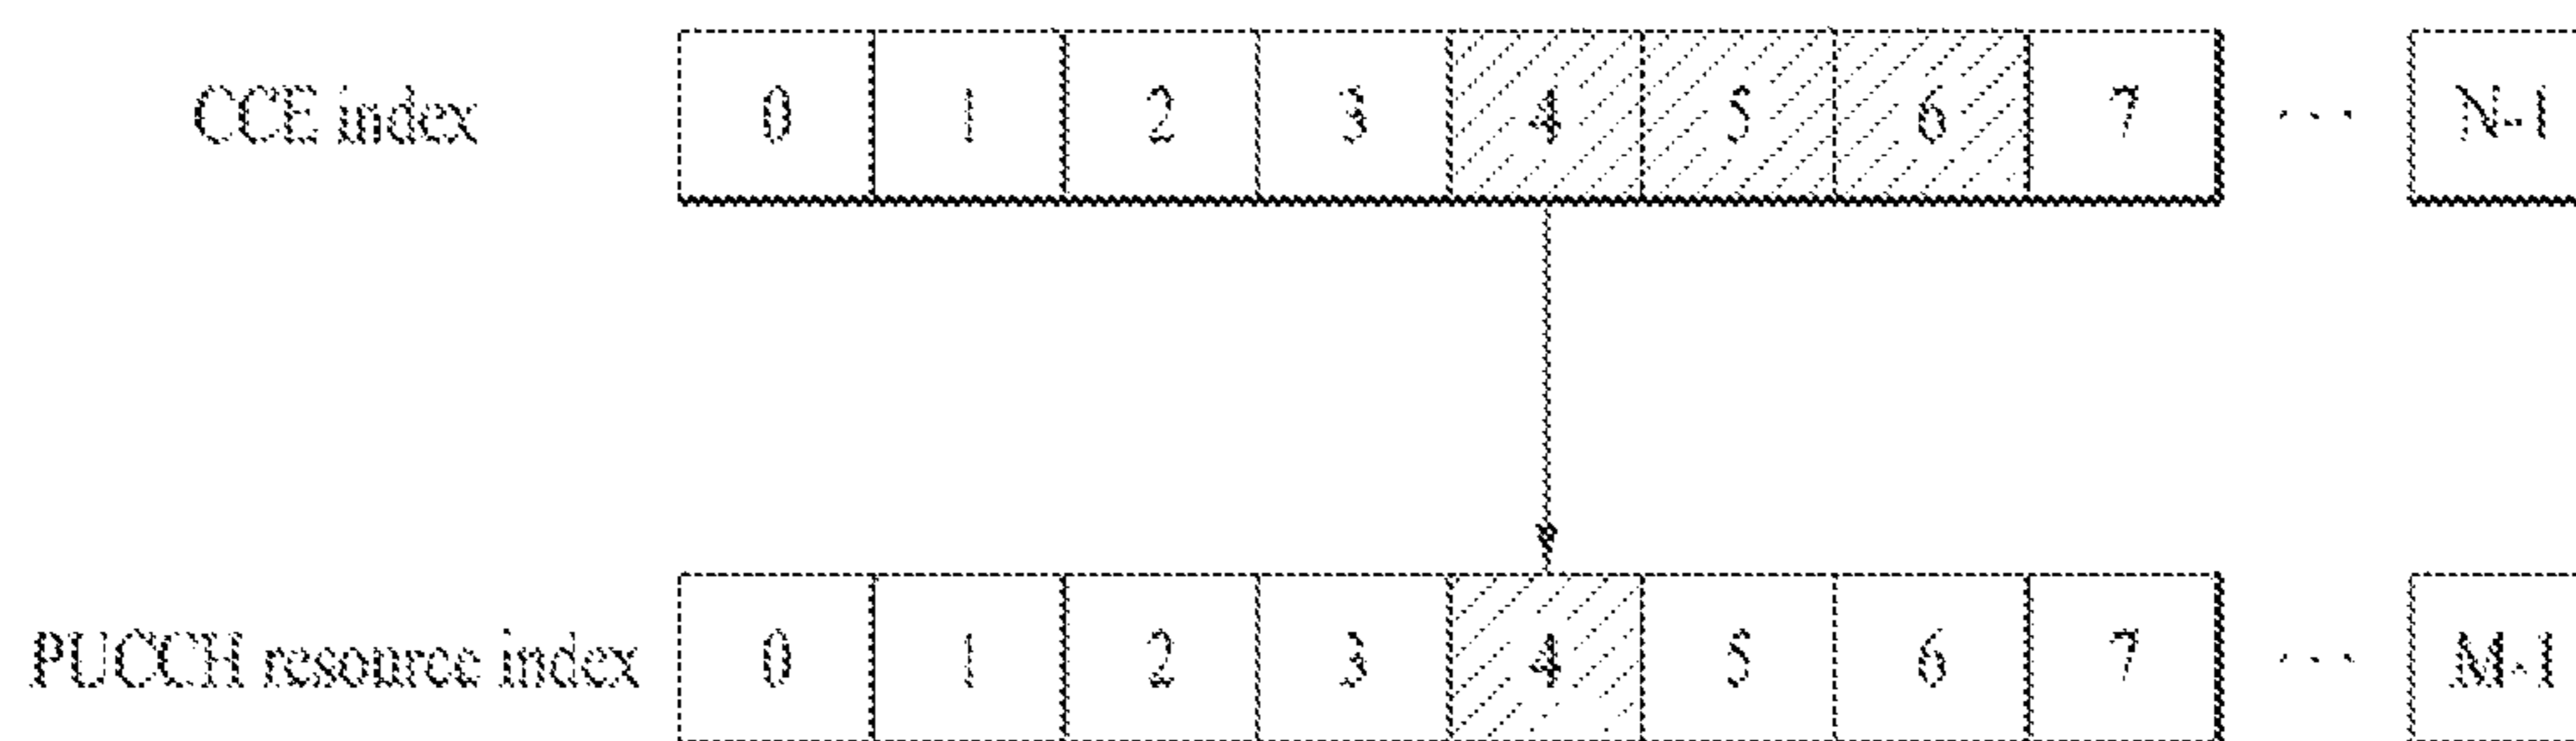 CCE index 0 1 2 3 4 5 6 7 ... N-1
PUCCH resource index 0 1 2 3 4 5 6 7 ... M-1